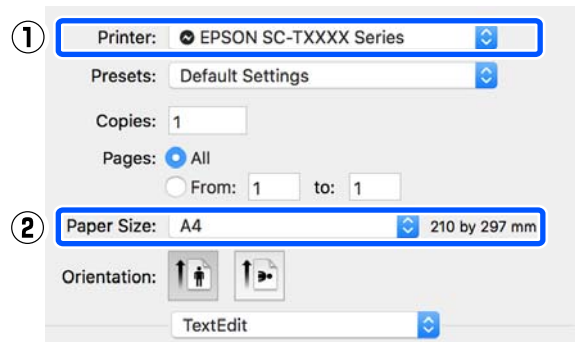 ① Printer: EPSON SC-TXXXX Series
Presets: Default Settings
Copies: 1
Pages: All
From: 1 to: 1
② Paper Size: A4 210 by 297 mm
Orientation:
TextEdit